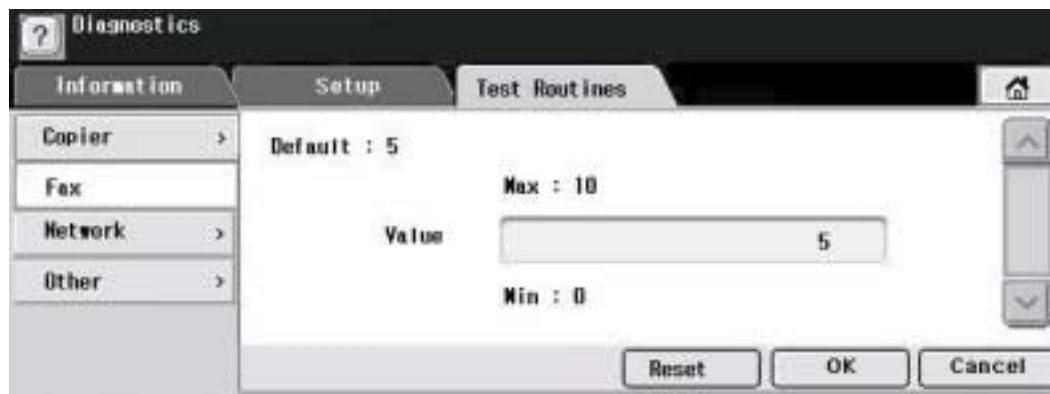 ? Diagnostics
Information Setup Test Routines
Copier >
Fax
Network >
Other >
Default : 5
Max : 10
Value 5
Min : 0
Reset OK Cancel